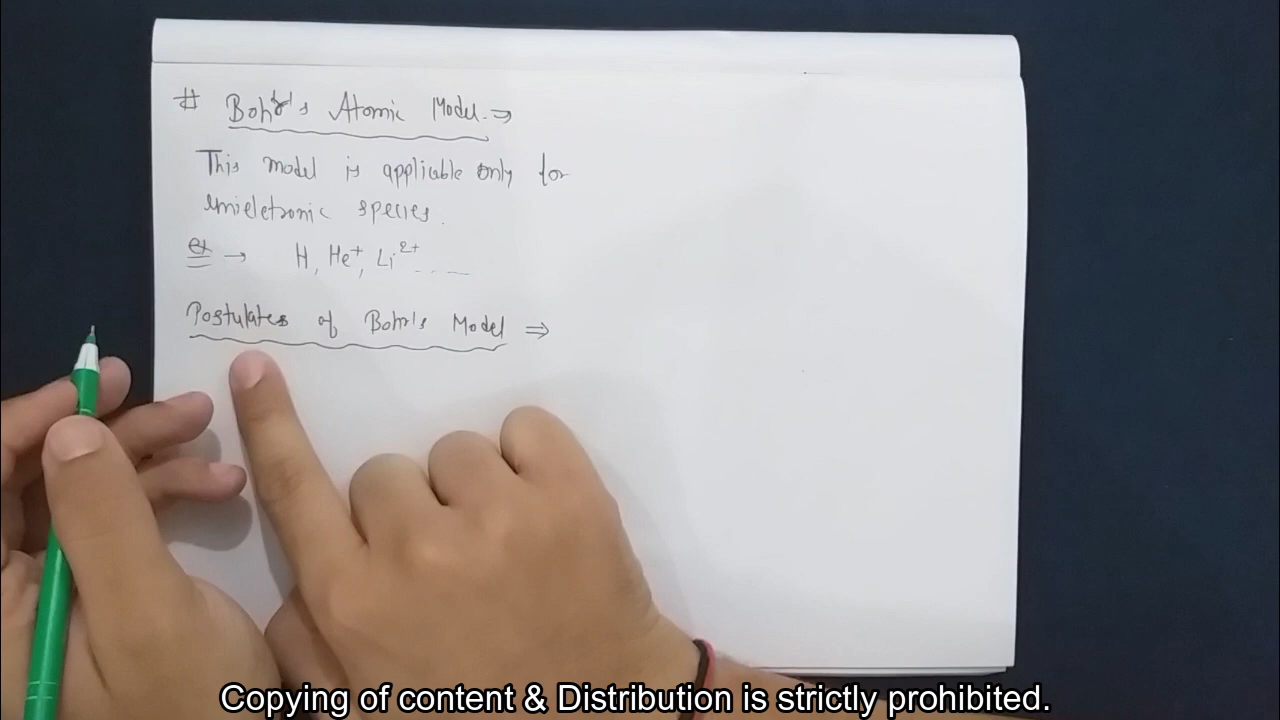 # Bohr's Atomic Model. →
This model is applicable only for
unieletronic species.
ex → H, He⁺, Li²⁺ - - - -
Postulates of Bohr's Model ⇒
Copying of content & Distribution is strictly prohibited.